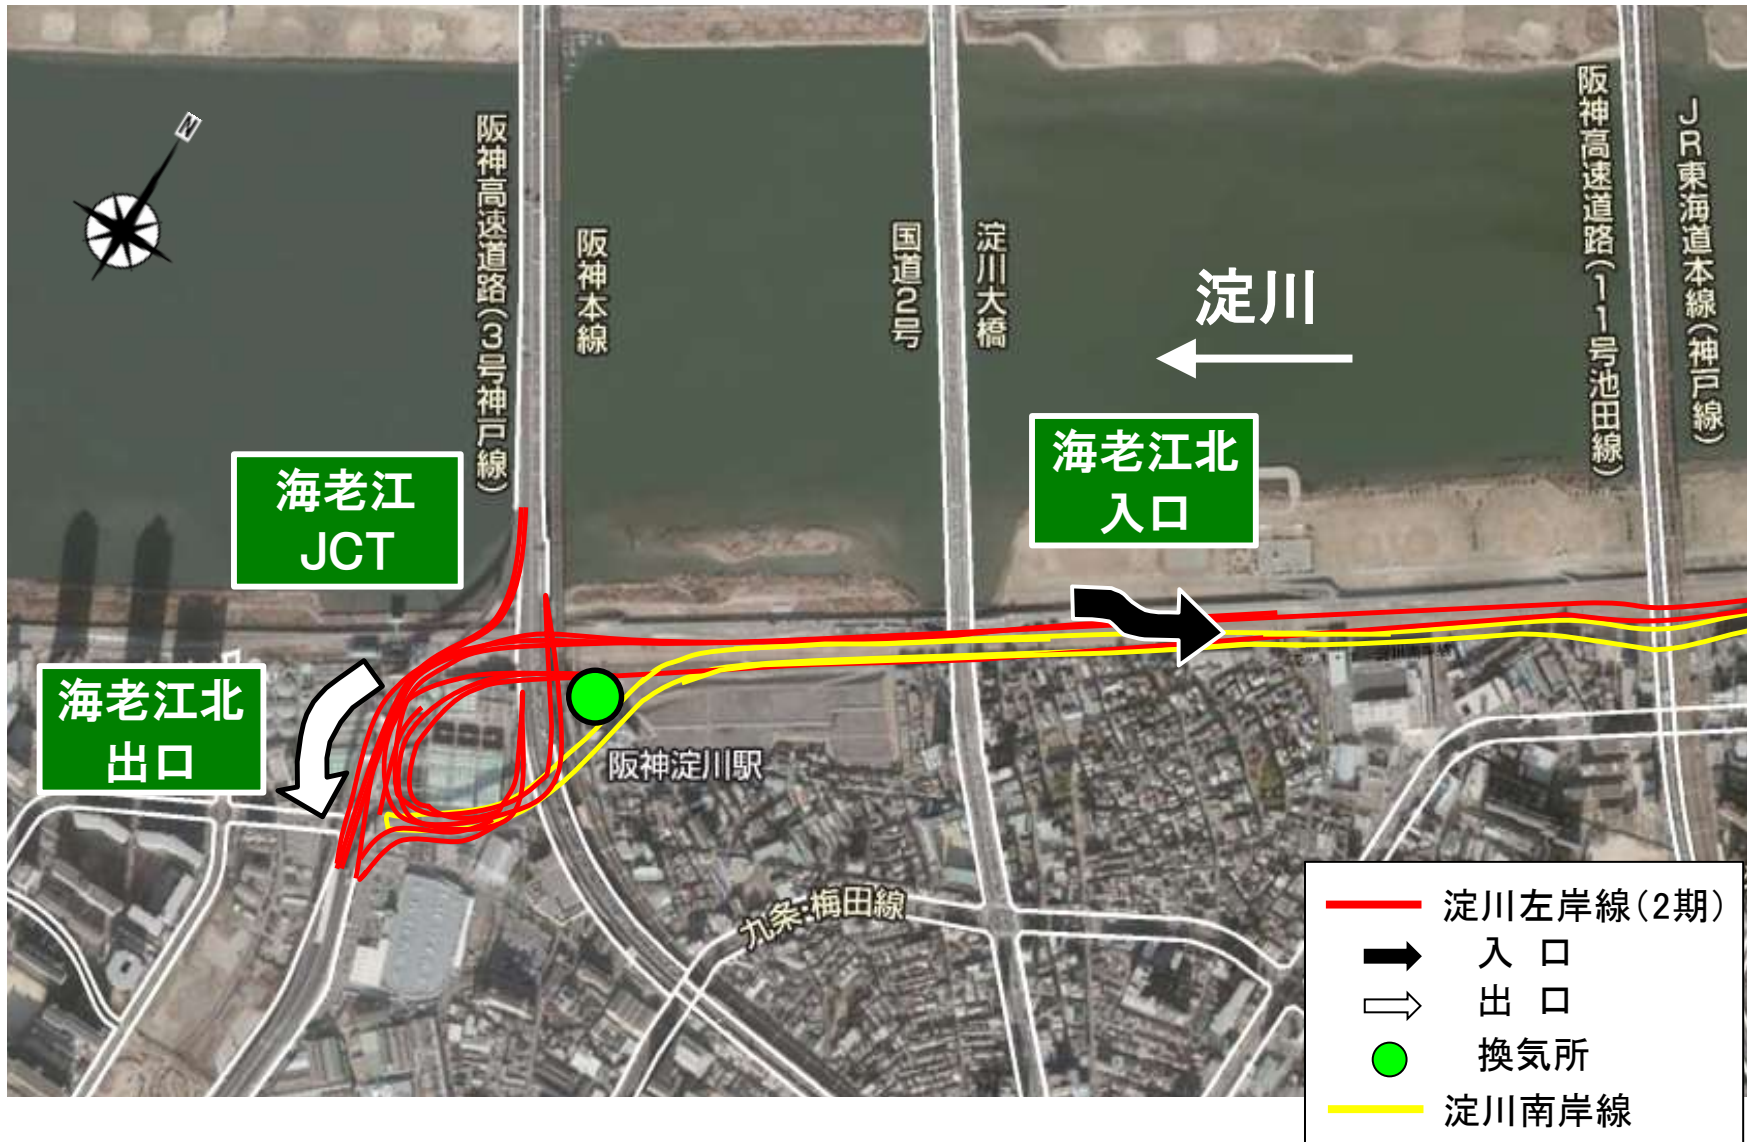 N
阪神高速道路(3号神戸線)
阪神本線
国道2号
淀川大橋
阪神高速道路(11号池田線)
JR東海道本線(神戸線)
淀川
海老江北
入口
海老江
JCT
海老江北
出口
阪神淀川駅
九条・梅田線
淀川左岸線(2期)
入 口
出 口
換気所
淀川南岸線